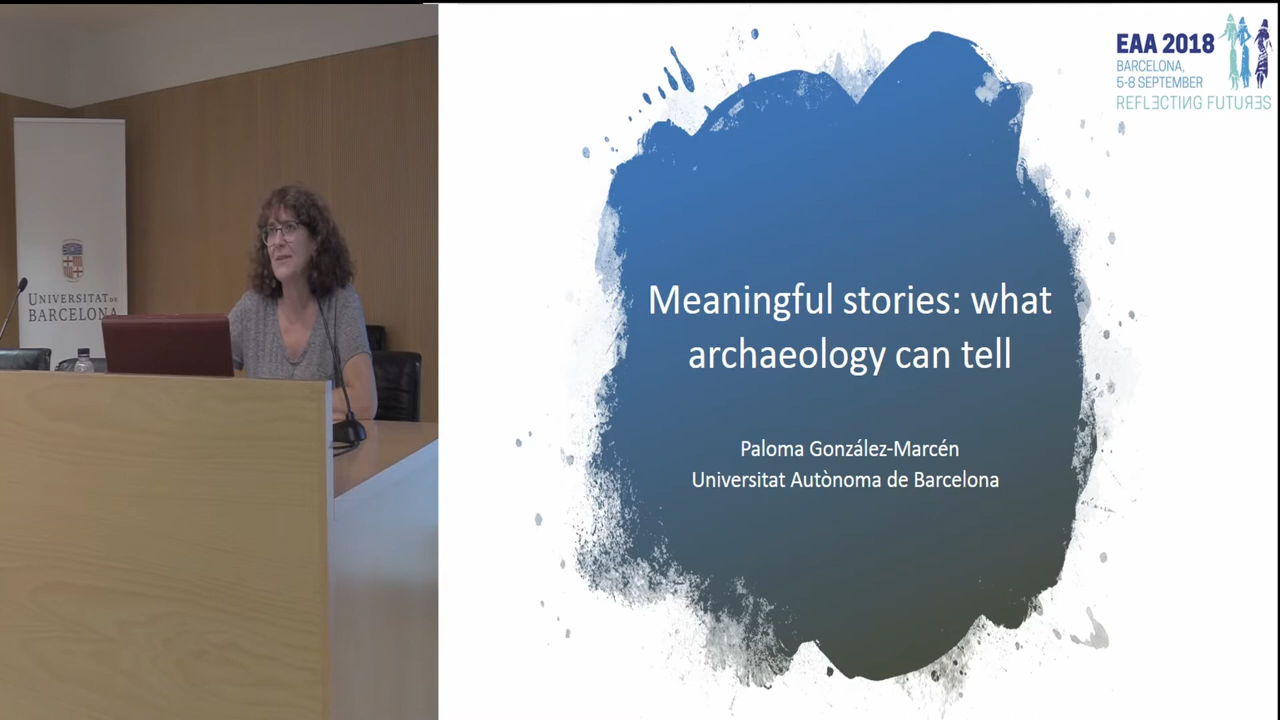 UNIVERSITAT DE
BARCELONA
EAA 2018
BARCELONA,
5-8 SEPTEMBER
REFLECTING FUTURES
Meaningful stories: what
archaeology can tell
Paloma González-Marcén
Universitat Autònoma de Barcelona